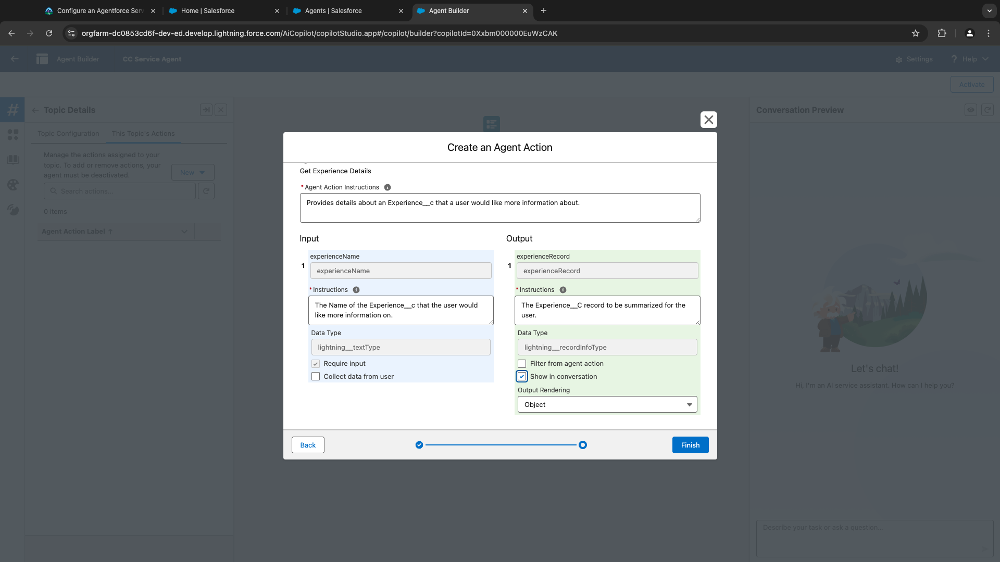 Configure an Agentforce Serv
Home | Salesforce
Agents | Salesforce
Agent Builder
orgfarm-dc0853cd6f-dev-ed.develop.lightning.force.com/AiCopilot/copilotStudio.app#/copilot/builder?copilotId=0Xxbm000000EuWzCAK
Agent Builder
CC Service Agent
Settings
? Help
Activate
#
Topic Details
Topic Configuration
This Topic's Actions
Manage the actions assigned to your
topic. To add or remove actions, your
agent must be deactivated.
New
Search actions...
0 items
Agent Action Label ↑
Create an Agent Action
Get Experience Details
* Agent Action Instructions
Provides details about an Experience__c that a user would like more information about.
Input
1
experienceName
experienceName
* Instructions
The Name of the Experience__c that the user would
like more information on.
Data Type
lightning__textType
Require input
Collect data from user
Output
1
experienceRecord
experienceRecord
* Instructions
The Experience__C record to be summarized for the
user.
Data Type
lightning__recordInfoType
Filter from agent action
Show in conversation
Output Rendering
Object
Back
Finish
Conversation Preview
Let's chat!
Hi, I'm an AI service assistant. How can I help you?
Describe your task or ask a question...